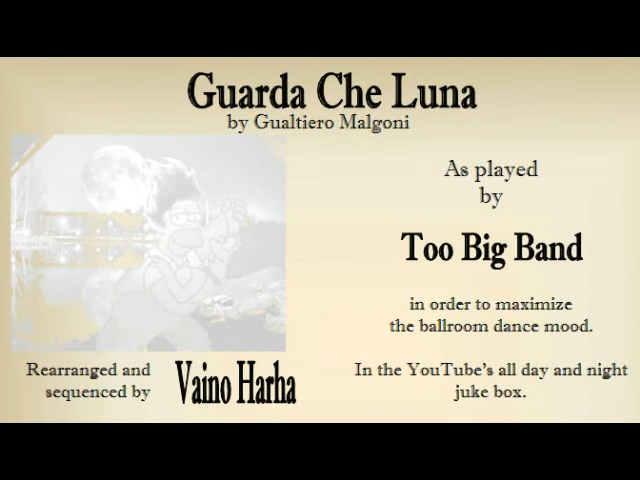 Guarda Che Luna
by Gualtiero Malgoni
As played
by
Too Big Band
in order to maximize
the ballroom dance mood.
Rearranged and
sequenced by
Vaino Harha
In the YouTube's all day and night
juke box.